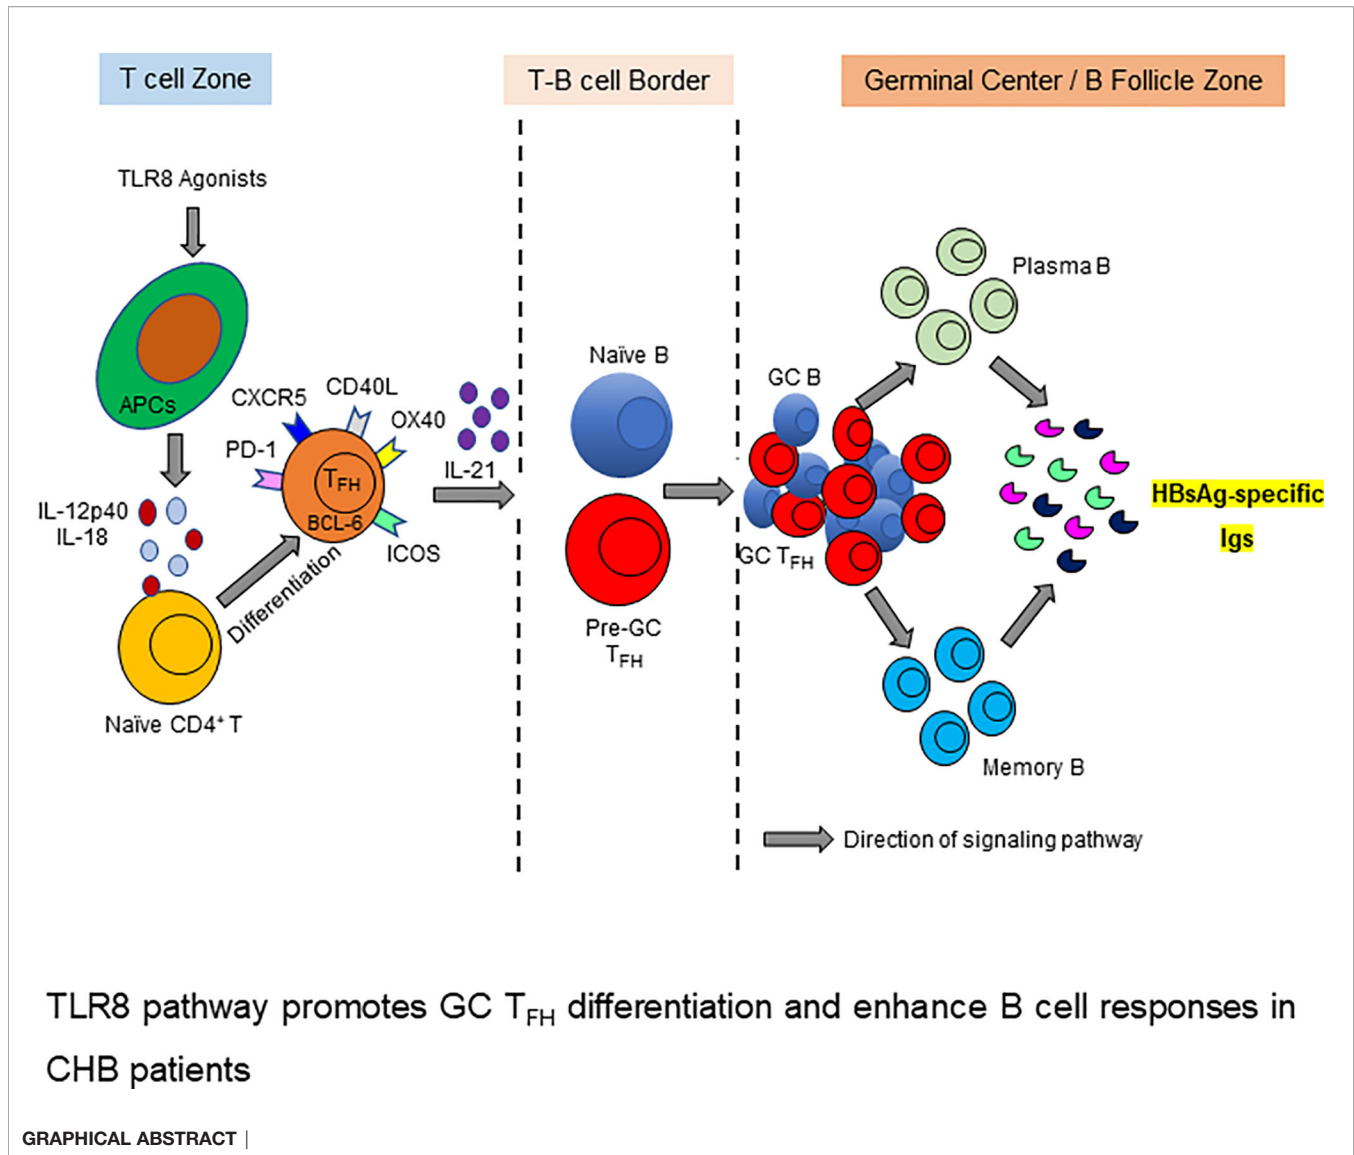 T cell Zone
T-B cell Border
Germinal Center / B Follicle Zone
TLR8 Agonists
APCs
IL-12p40
IL-18
Naïve CD4⁺ T
Differentiation
PD-1
CXCR5
CD40L
OX40
ICOS
TFH
BCL-6
IL-21
Naïve B
Pre-GC
TFH
GC B
GC TFH
Plasma B
Memory B
HBsAg-specific
Igs
Direction of signaling pathway
TLR8 pathway promotes GC TFH differentiation and enhance B cell responses in
CHB patients
GRAPHICAL ABSTRACT |